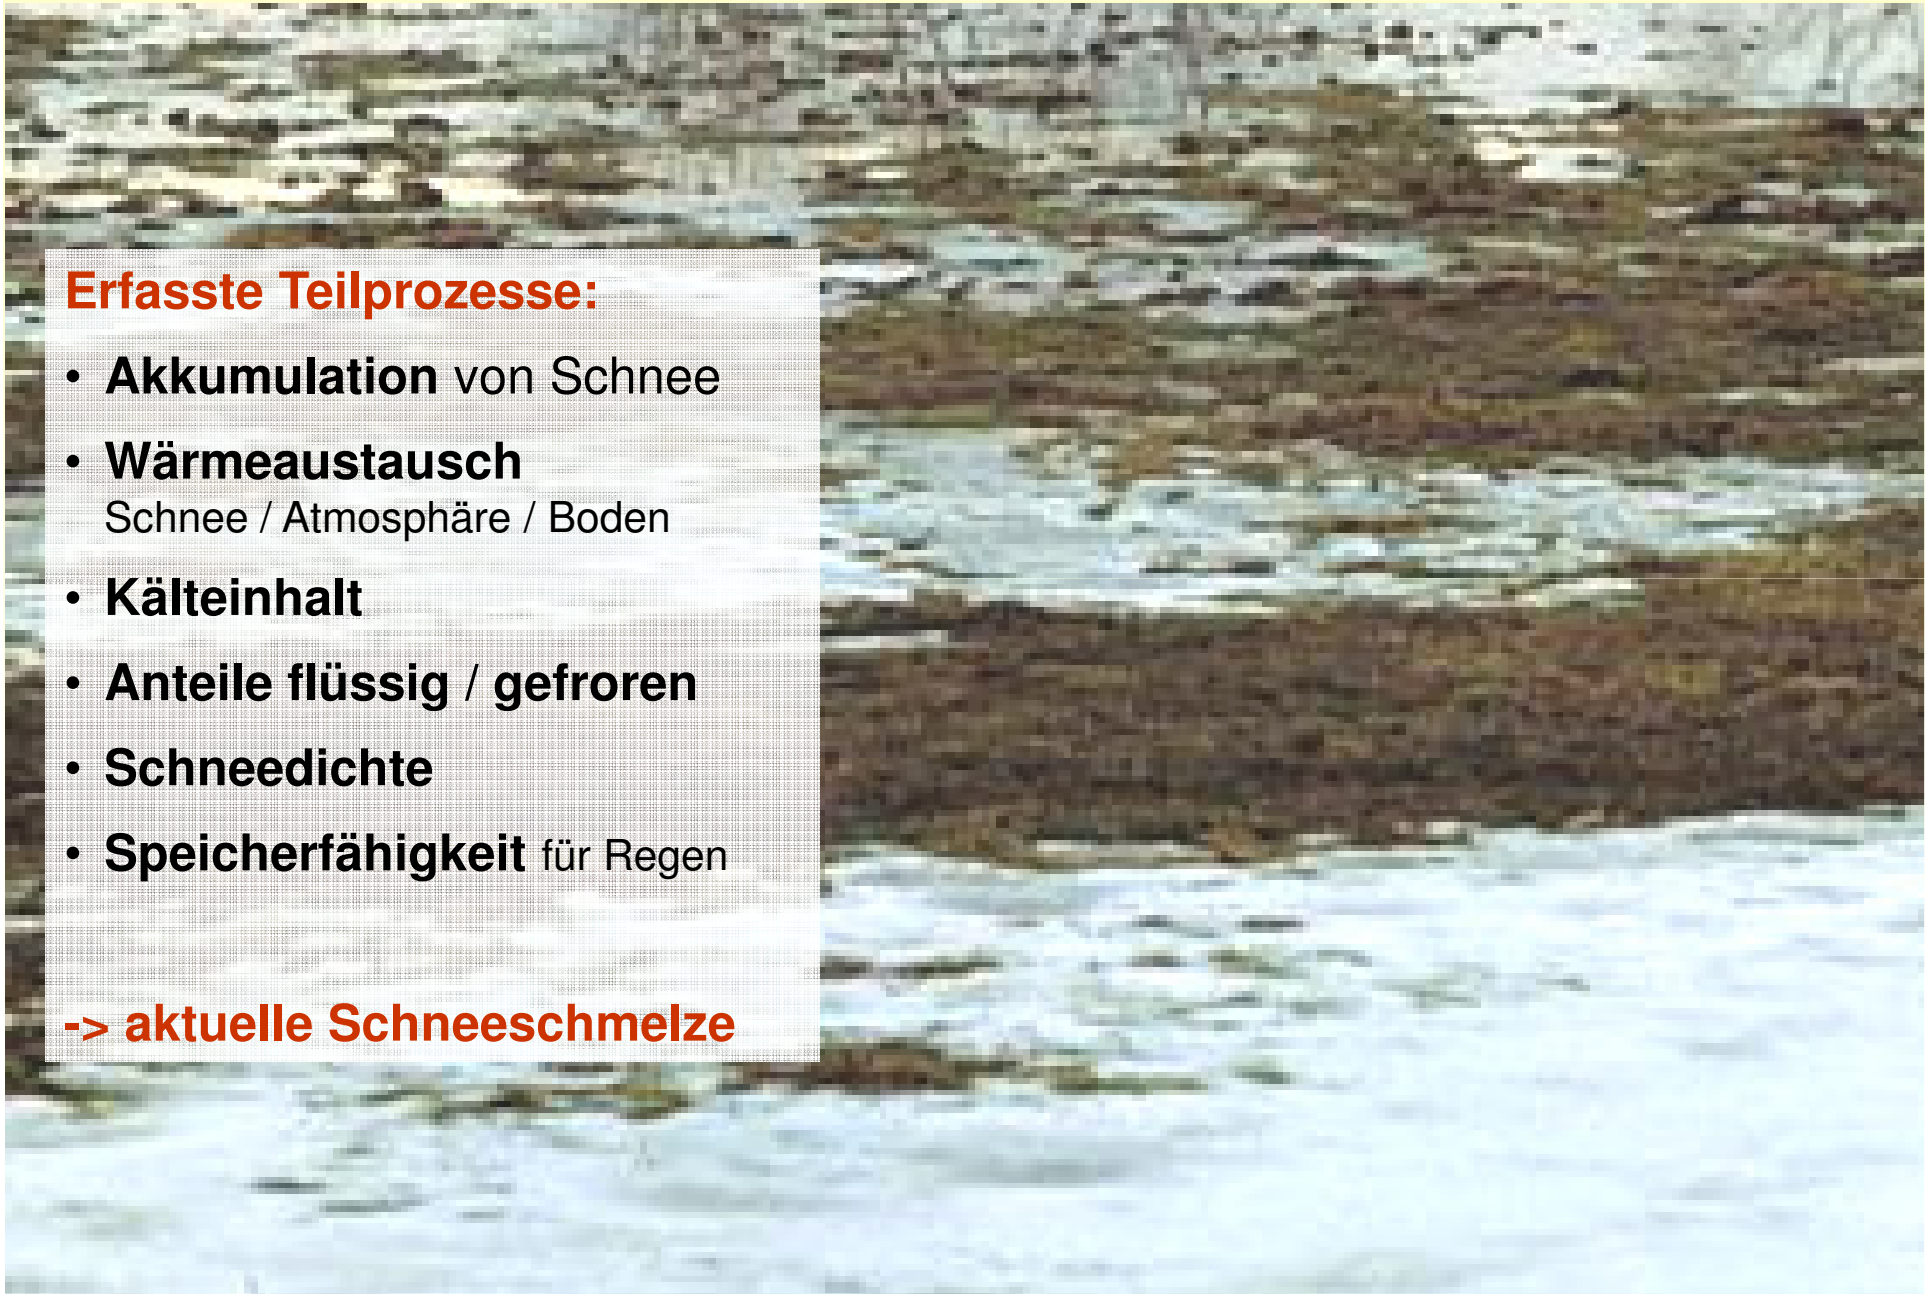 Erfasste Teilprozesse:
• Akkumulation von Schnee
• Wärmeaustausch
Schnee / Atmosphäre / Boden
• Kälteinhalt
• Anteile flüssig / gefroren
• Schneedichte
• Speicherfähigkeit für Regen
-> aktuelle Schneeschmelze